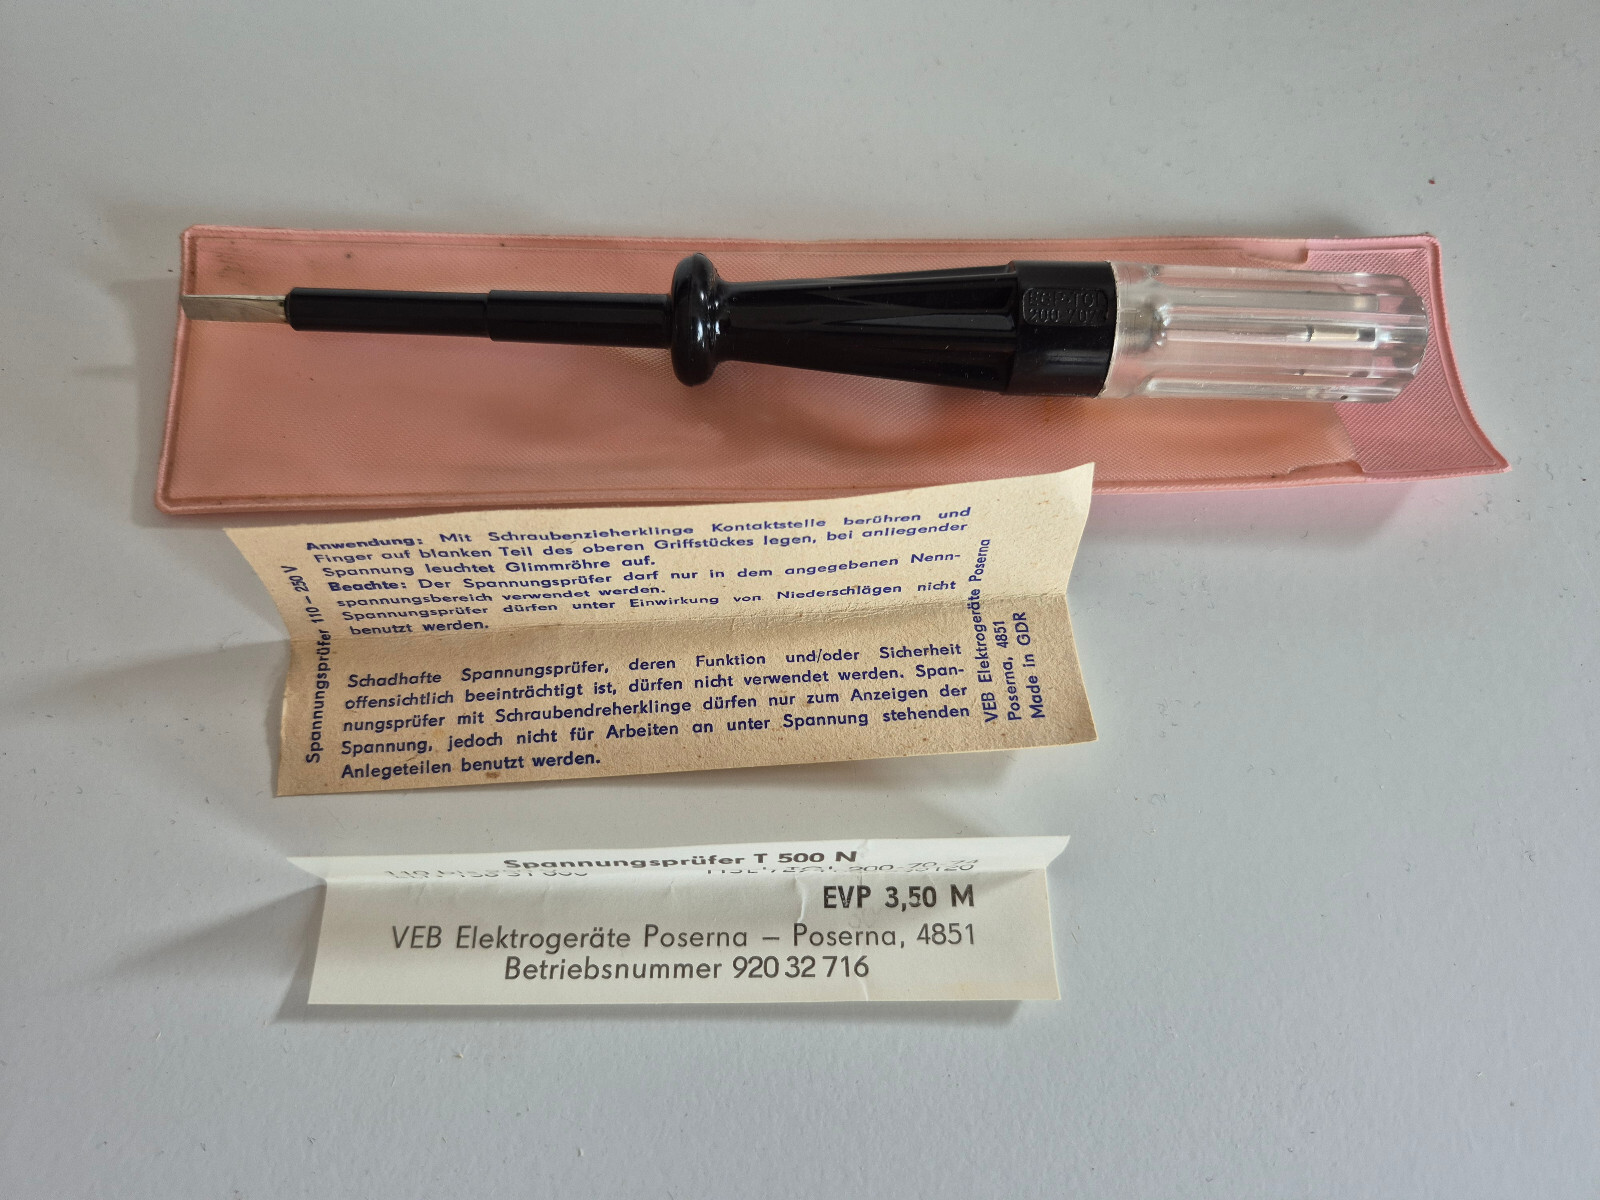 Spannungsprüfer 110 – 250 V
Anwendung: Mit Schraubenzieherklinge Kontaktstelle berühren und
Finger auf blanken Teil des oberen Griffstückes legen, bei anliegender
Spannung leuchtet Glimmröhre auf.
Beachte: Der Spannungsprüfer darf nur in dem angegebenen Nenn-
spannungsbereich verwendet werden.
Spannungsprüfer dürfen unter Einwirkung von Niederschlägen nicht
benutzt werden.
Schadhafte Spannungsprüfer, deren Funktion und/oder Sicherheit
offensichtlich beeinträchtigt ist, dürfen nicht verwendet werden. Span-
nungsprüfer mit Schraubendreherklinge dürfen nur zum Anzeigen der
Spannung, jedoch nicht für Arbeiten an unter Spannung stehenden
Anlegeteilen benutzt werden.
VEB Elektrogeräte Poserna
Poserna, 4851
Made in GDR
Spannungsprüfer T 500 N
EVP 3,50 M
VEB Elektrogeräte Poserna – Poserna, 4851
Betriebsnummer 920 32 716